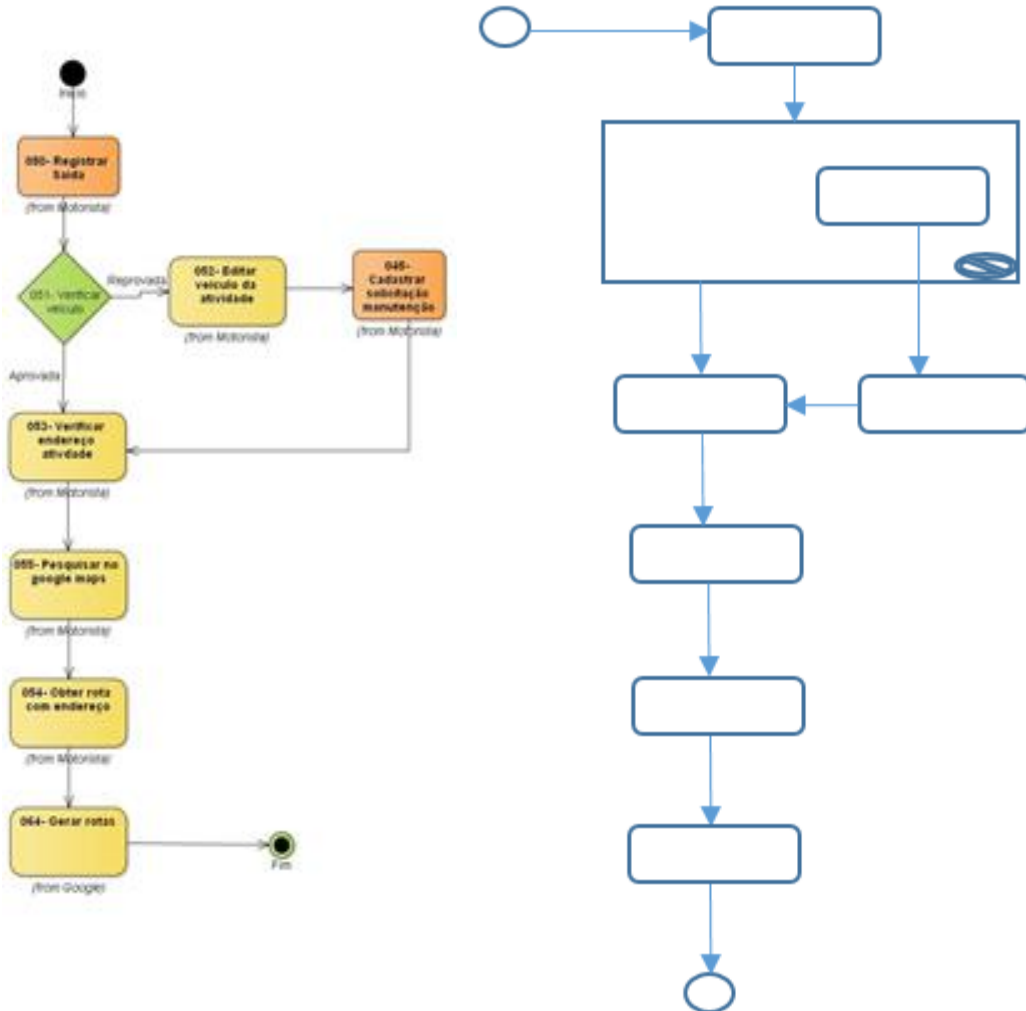 Início
050- Registrar
Saída
(from Motorista)
051- Verificar
veículo
Reprovada
052- Editar
veículo da
atividade
(from Motorista)
045-
Cadastrar
solicitação
manutenção
(from Motorista)
Aprovada
053- Verificar
endereço
atividade
(from Motorista)
055- Pesquisar no
google maps
(from Motorista)
054- Obter rota
com endereço
(from Motorista)
064- Gerar rotas
(from Google)
Fim